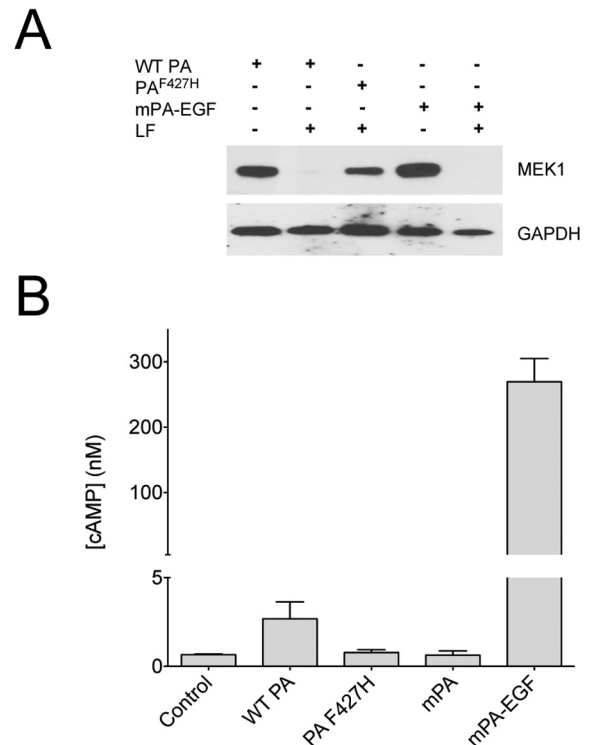 A
WT PA + + - - -
PAF427H - - + - -
mPA-EGF - - - + +
LF - + + - +
MEK1
GAPDH
B
[cAMP] (nM)
300
200
100
5
0
Control WT PA PA F427H mPA mPA-EGF